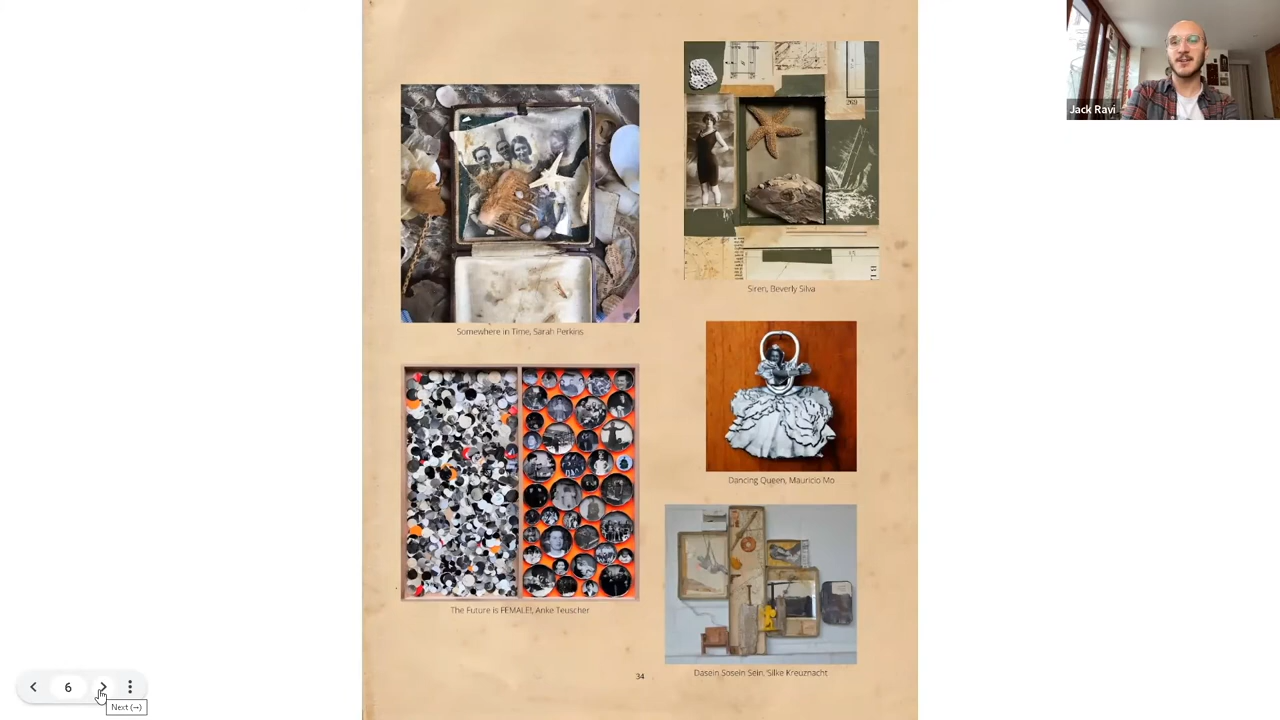 Jack Ravi
269
Siren, Beverly Silva
Somewhere in Time, Sarah Perkins
Dancing Queen, Mauricio Mo
The Future is FEMALE!, Anke Teuscher
Dasein Sosein Sein, Silke Kreuznacht
34
6
Next (→)